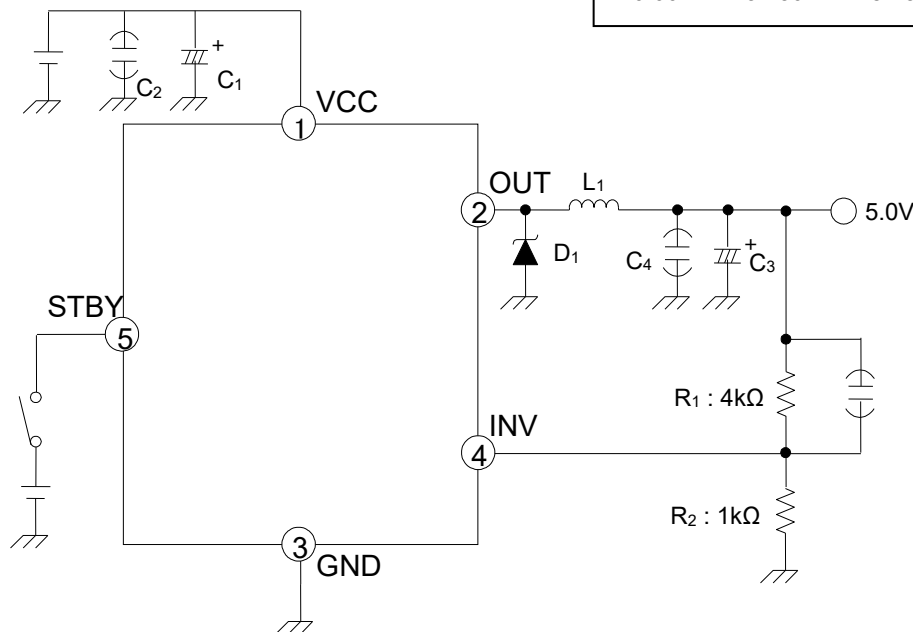 C2
+
C1
VCC
1
OUT
2
L1
5.0V
D1
C4
+
C3
STBY
5
R1 : 4kΩ
INV
4
R2 : 1kΩ
3
GND